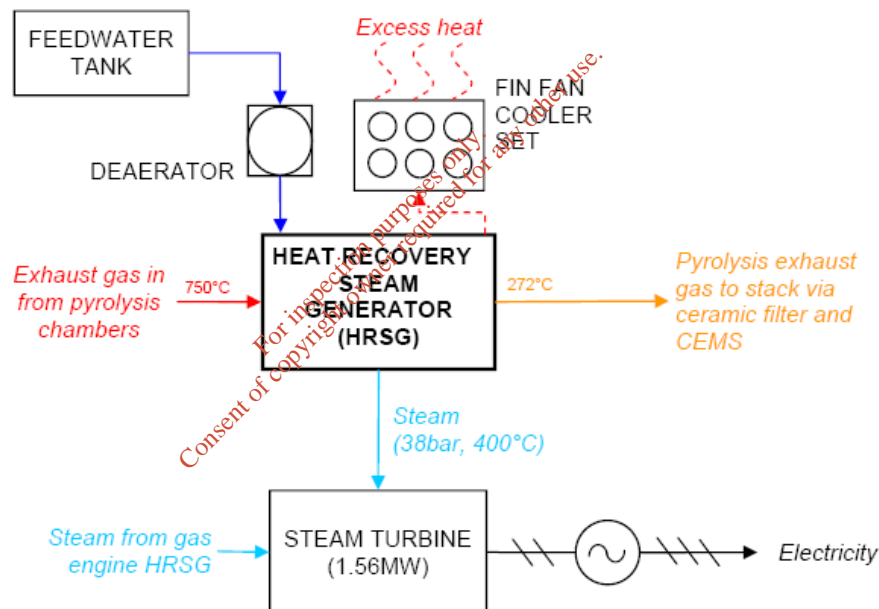 FEEDWATER
TANK
Excess heat
FIN FAN
COOLER
SET
DEAERATOR
HEAT RECOVERY
STEAM
GENERATOR
(HRSG)
Exhaust gas in
from pyrolysis
chambers
750°C
272°C
Pyrolysis exhaust
gas to stack via
ceramic filter and
CEMS
Steam
(38bar, 400°C)
Steam from gas
engine HRSG
STEAM TURBINE
(1.56MW)
Electricity
For inspection purposes only.
Consent of copyright owner required for any other use.